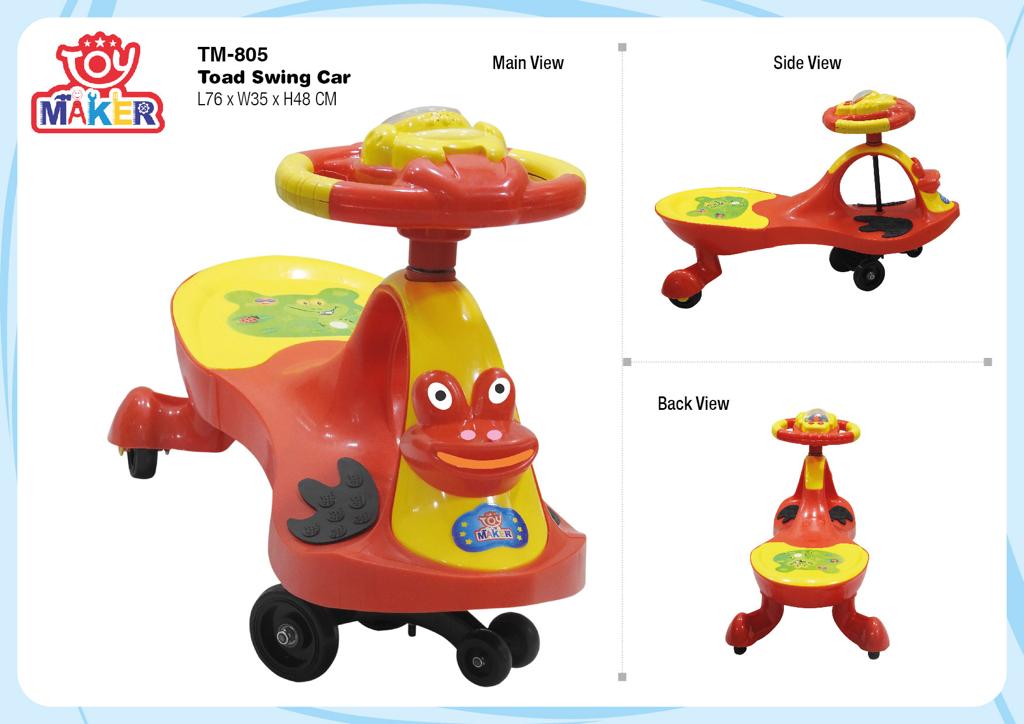 TOY
MAKER
TM-805
Toad Swing Car
L76 x W35 x H48 CM
Main View
Side View
Back View
TOY
MAKER